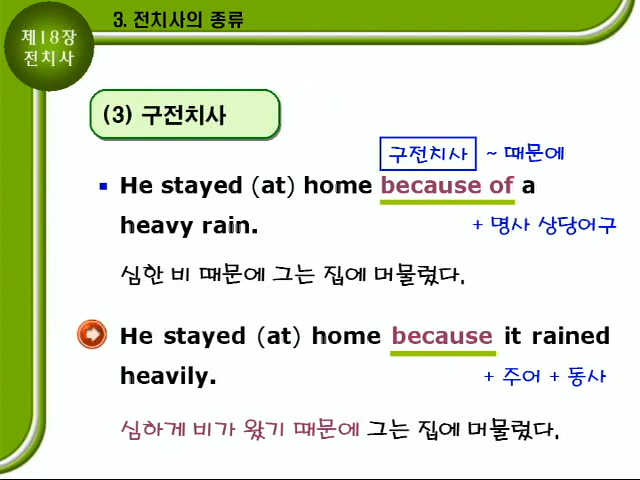 3. 전치사의 종류
제18장
전치사
(3) 구전치사
구전치사 ~ 때문에
▪ He stayed (at) home because of a
heavy rain. + 명사 상당어구
심한 비 때문에 그는 집에 머물렀다.
He stayed (at) home because it rained
heavily. + 주어 + 동사
심하게 비가 왔기 때문에 그는 집에 머물렀다.